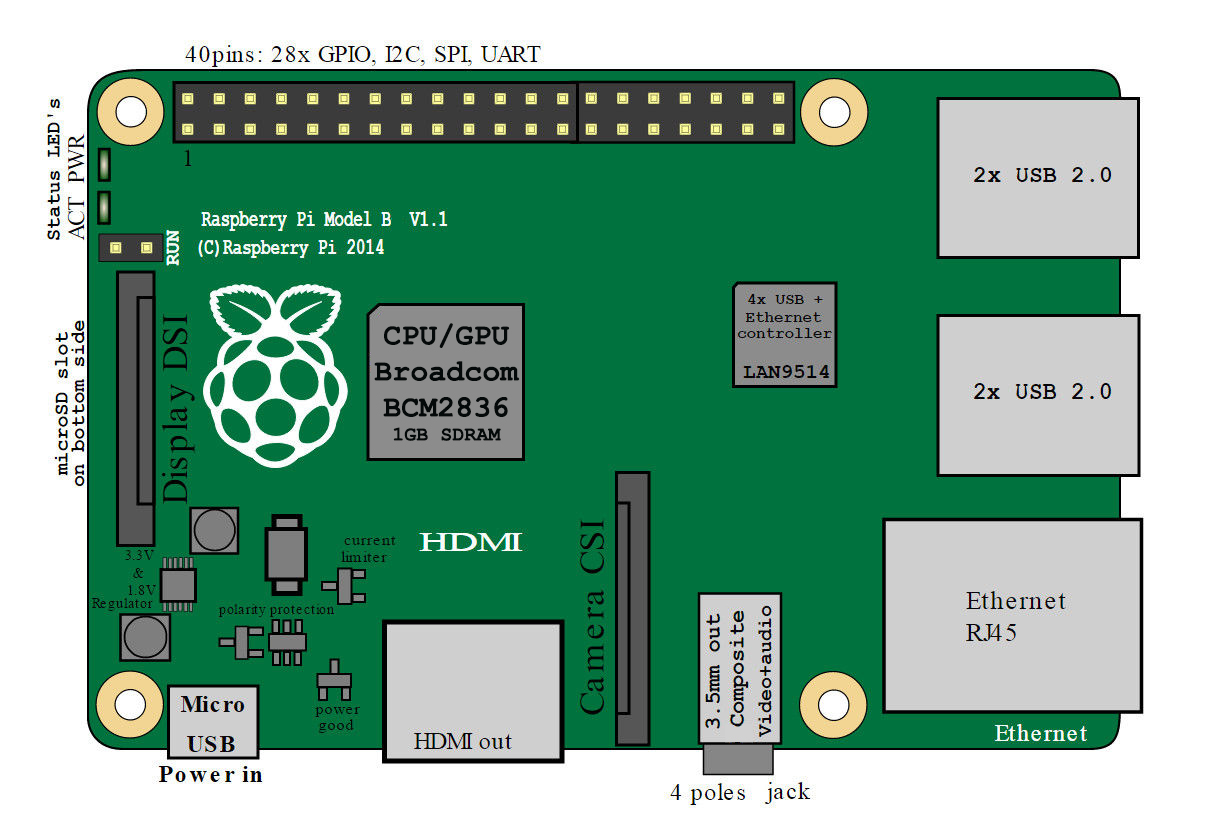 40pins: 28x GPIO, I2C, SPI, UART
Status LED's
ACT PWR
1
2x USB 2.0
Raspberry Pi Model B V1.1
(C)Raspberry Pi 2014
RUN
microSD slot
on bottom side
Display DSI
CPU/GPU
Broadcom
BCM2836
1GB SDRAM
4x USB +
Ethernet
controller
LAN9514
2x USB 2.0
3.3V
&
1.8V
Regulator
current
limiter
HDMI
Camera CSI
polarity protection
power
good
Micro
USB
Power in
HDMI out
3.5mm out
Composite
Video+audio
4 poles jack
Ethernet
RJ45
Ethernet